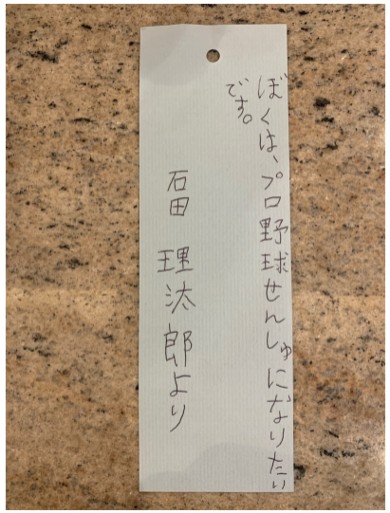 ぼくは、プロ野球せんしゅになりたい
です。
石田 理汰郎より